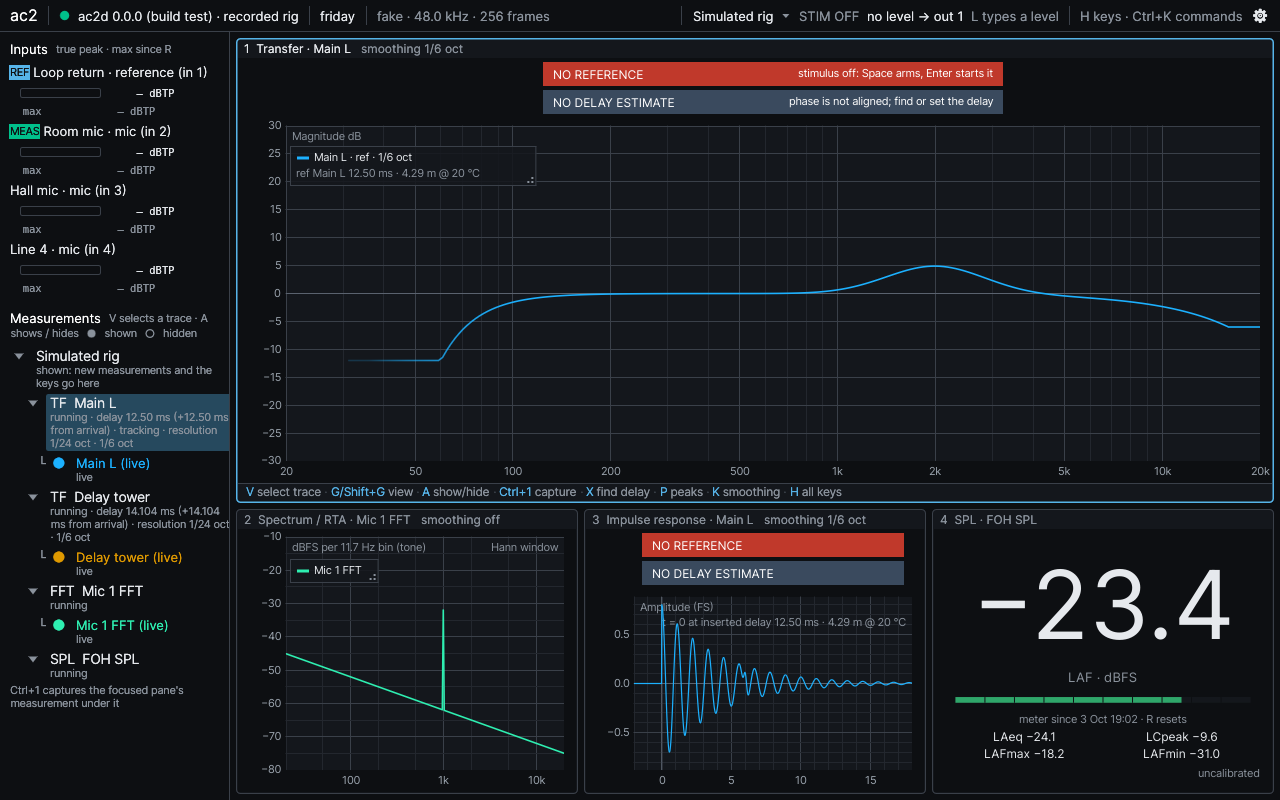 ac2 ac2d 0.0.0 (build test) · recorded rig friday fake · 48.0 kHz · 256 frames Simulated rig STIM OFF no level → out 1 L types a level H keys · Ctrl+K commands
Inputs true peak · max since R
REF Loop return · reference (in 1)
– dBTP
max – dBTP
MEAS Room mic · mic (in 2)
– dBTP
max – dBTP
Hall mic · mic (in 3)
– dBTP
max – dBTP
Line 4 · mic (in 4)
– dBTP
max – dBTP
Measurements V selects a trace · A
shows / hides shown hidden
Simulated rig
shown: new measurements and the
keys go here
TF Main L
running · delay 12.50 ms (+12.50 ms
from arrival) · tracking · resolution
1/24 oct · 1/6 oct
Main L (live)
live
TF Delay tower
running · delay 14.104 ms (+14.104
ms from arrival) · resolution 1/24 oct
· 1/6 oct
Delay tower (live)
live
FFT Mic 1 FFT
running
Mic 1 FFT (live)
live
SPL FOH SPL
running
Ctrl+1 captures the focused pane's
measurement under it
1 Transfer · Main L smoothing 1/6 oct
NO REFERENCE stimulus off: Space arms, Enter starts it
NO DELAY ESTIMATE phase is not aligned; find or set the delay
Magnitude dB
Main L · ref · 1/6 oct
ref Main L 12.50 ms · 4.29 m @ 20 °C
30
25
20
15
10
5
0
−5
−10
−15
−20
−25
−30
20 50 100 200 500 1k 2k 5k 10k 20k
V select trace · G/Shift+G view · A show/hide · Ctrl+1 capture · X find delay · P peaks · K smoothing · H all keys
2 Spectrum / RTA · Mic 1 FFT smoothing off
dBFS per 11.7 Hz bin (tone) Hann window
Mic 1 FFT
−10
−20
−30
−40
−50
−60
−70
−80
100 1k 10k
3 Impulse response · Main L smoothing 1/6 oct
NO REFERENCE
NO DELAY ESTIMATE
Amplitude (FS)
t = 0 at inserted delay 12.50 ms · 4.29 m @ 20 °C
0.5
0.0
−0.5
0 5 10 15
4 SPL · FOH SPL
−23.4
LAF · dBFS
meter since 3 Oct 19:02 · R resets
LAeq −24.1 LCpeak −9.6
LAFmax −18.2 LAFmin −31.0
uncalibrated